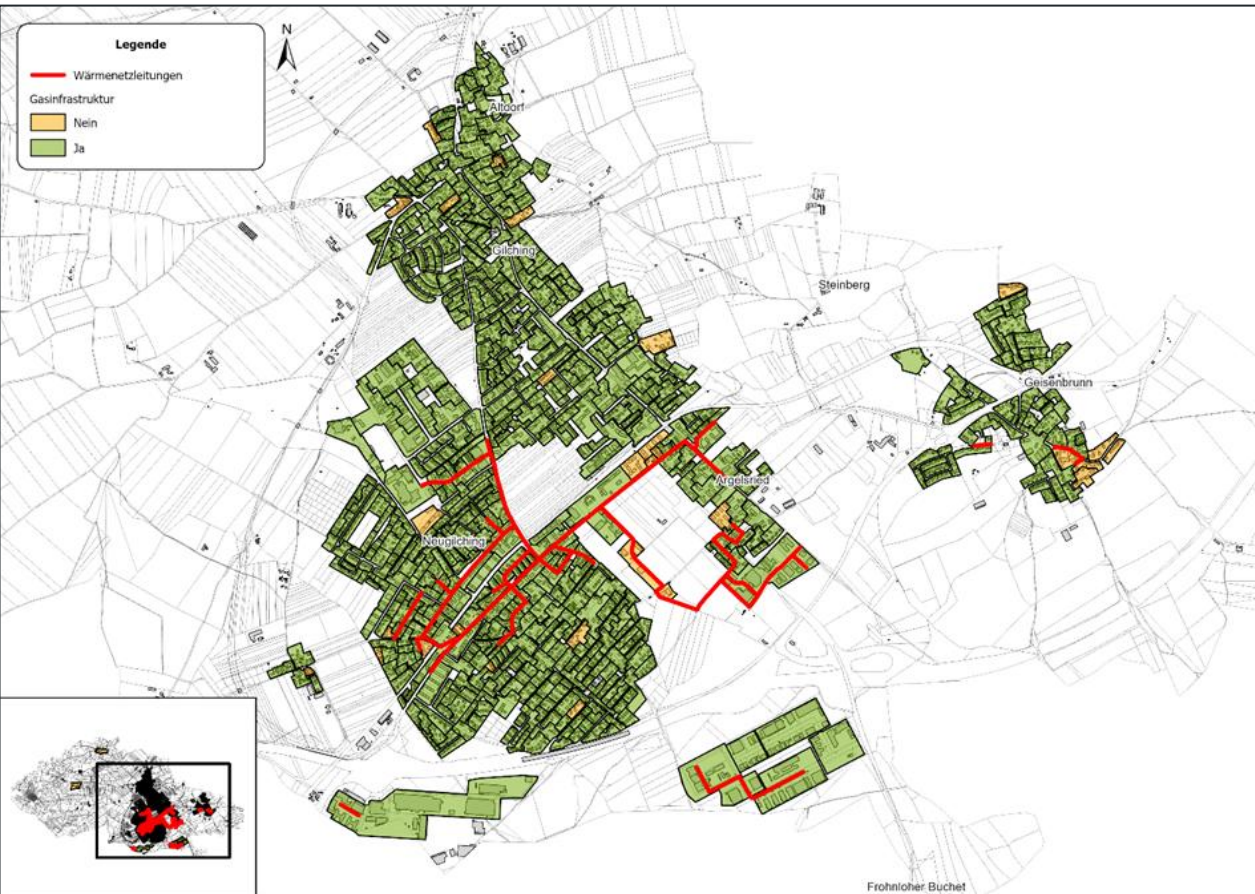 Legende
N
Wärmenetzleitungen
Gasinfrastruktur
Nein
Ja
Altdorf
Gilching
Steinberg
Geisenbrunn
Argelsried
Neugilching
Frohnloher Buchet